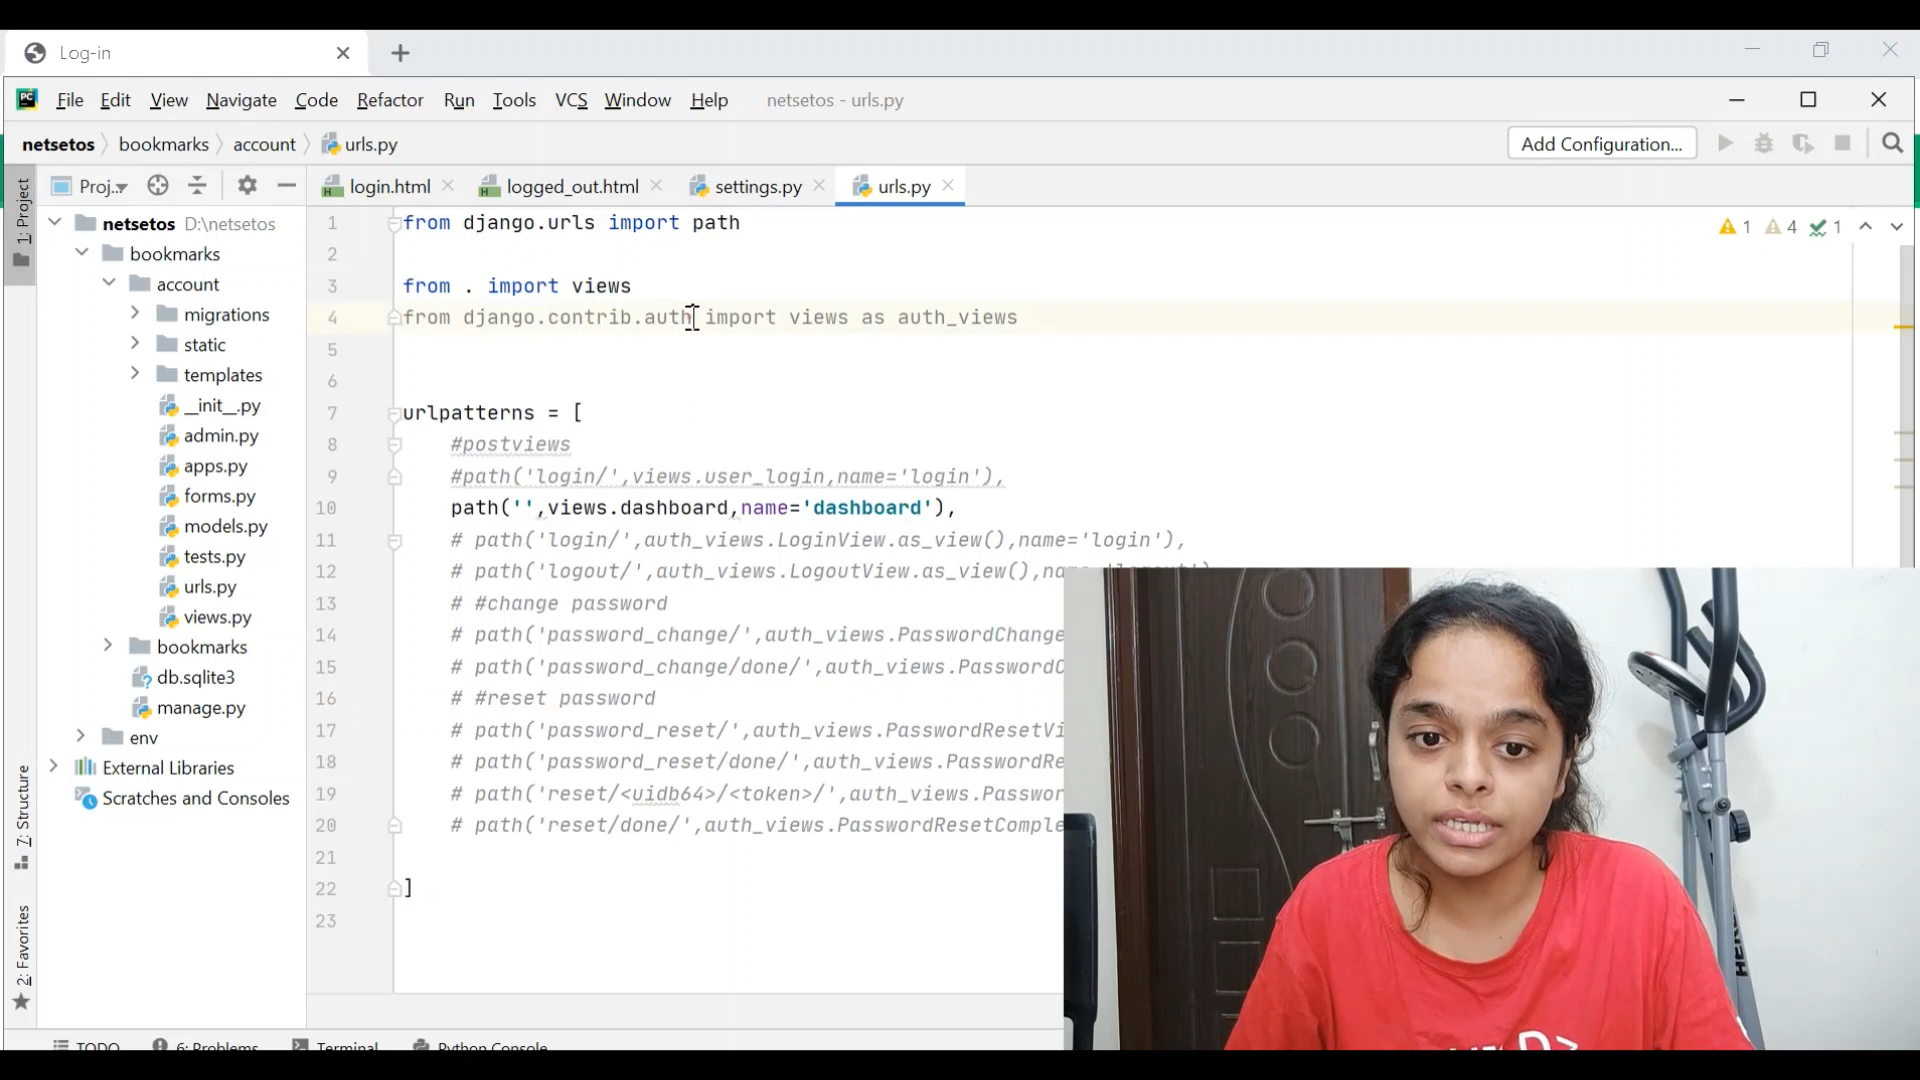 Log-in
File Edit View Navigate Code Refactor Run Tools VCS Window Help netsetos - urls.py
netsetos bookmarks account urls.py Add Configuration...
1: Project
Proj..
login.html logged_out.html settings.py urls.py
netsetos D:\netsetos
bookmarks
account
migrations
static
templates
__init__.py
admin.py
apps.py
forms.py
models.py
tests.py
urls.py
views.py
bookmarks
db.sqlite3
manage.py
env
External Libraries
Scratches and Consoles
7: Structure
2: Favorites
1 4 1
1 from django.urls import path
2
3 from . import views
4 from django.contrib.auth import views as auth_views
5
6
7 urlpatterns = [
8 #postviews
9 #path('login/',views.user_login,name='login'),
10 path('',views.dashboard,name='dashboard'),
11 # path('login/',auth_views.LoginView.as_view(),name='login'),
12 # path('logout/',auth_views.LogoutView.as_view(),name='logout'),
13 # #change password
14 # path('password_change/',auth_views.PasswordChange
15 # path('password_change/done/',auth_views.PasswordC
16 # #reset password
17 # path('password_reset/',auth_views.PasswordResetVi
18 # path('password_reset/done/',auth_views.PasswordRe
19 # path('reset/<uidb64>/<token>/',auth_views.Passwor
20 # path('reset/done/',auth_views.PasswordResetComple
21
22 ]
23
TODO 6: Problems Terminal Python Console